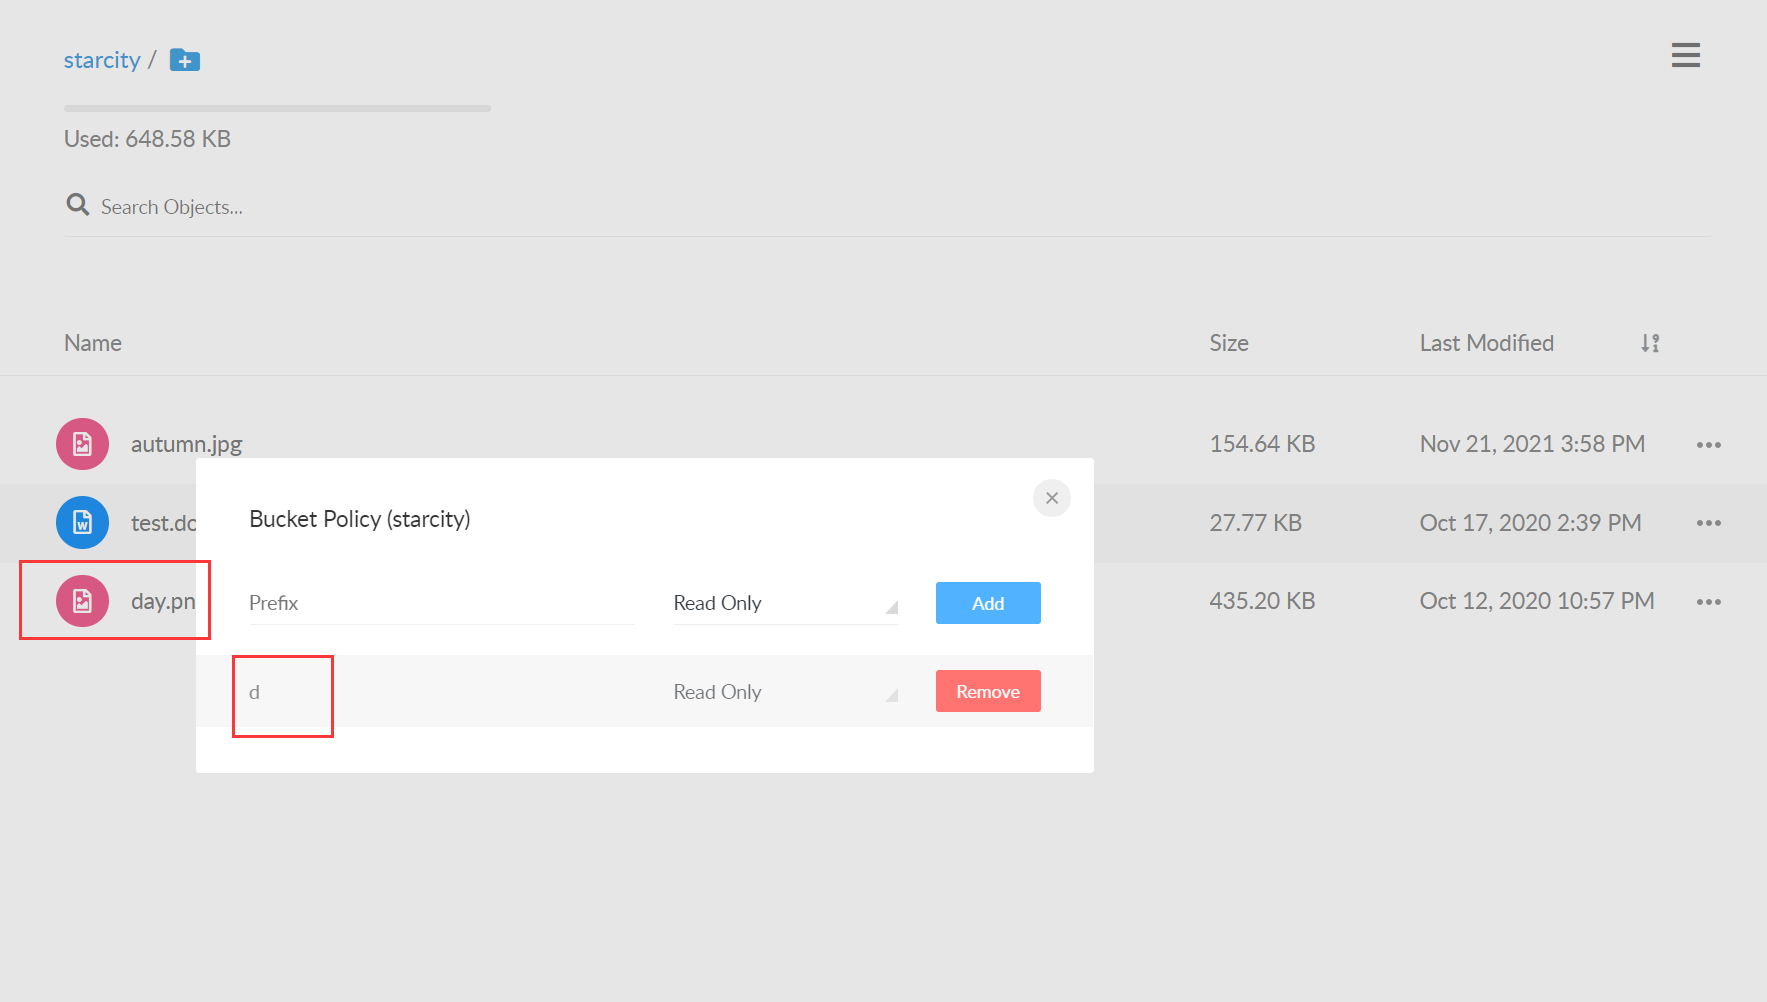 starcity /
Used: 648.58 KB
Search Objects...
Name Size Last Modified
autumn.jpg 154.64 KB Nov 21, 2021 3:58 PM
test.do 27.77 KB Oct 17, 2020 2:39 PM
day.pn 435.20 KB Oct 12, 2020 10:57 PM
Bucket Policy (starcity)
Prefix Read Only Add
d Read Only Remove